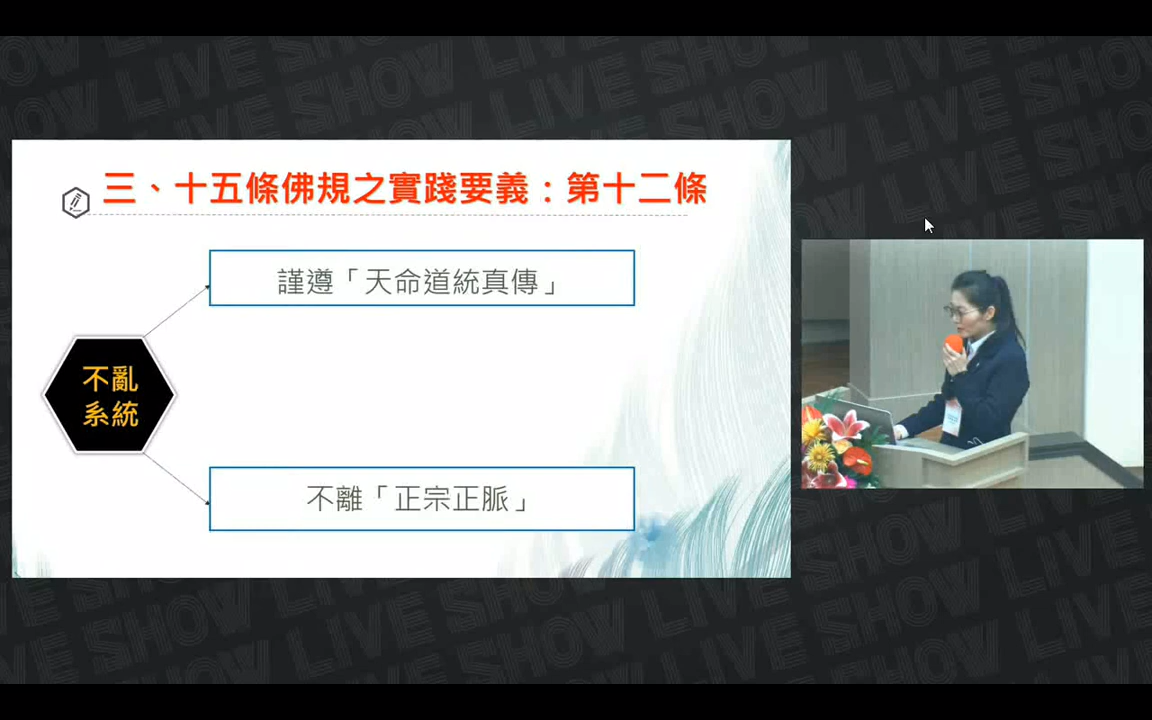 三、十五條佛規之實踐要義：第十二條
謹遵「天命道統真傳」
不亂
系統
不離「正宗正脈」
LIVE SHOW